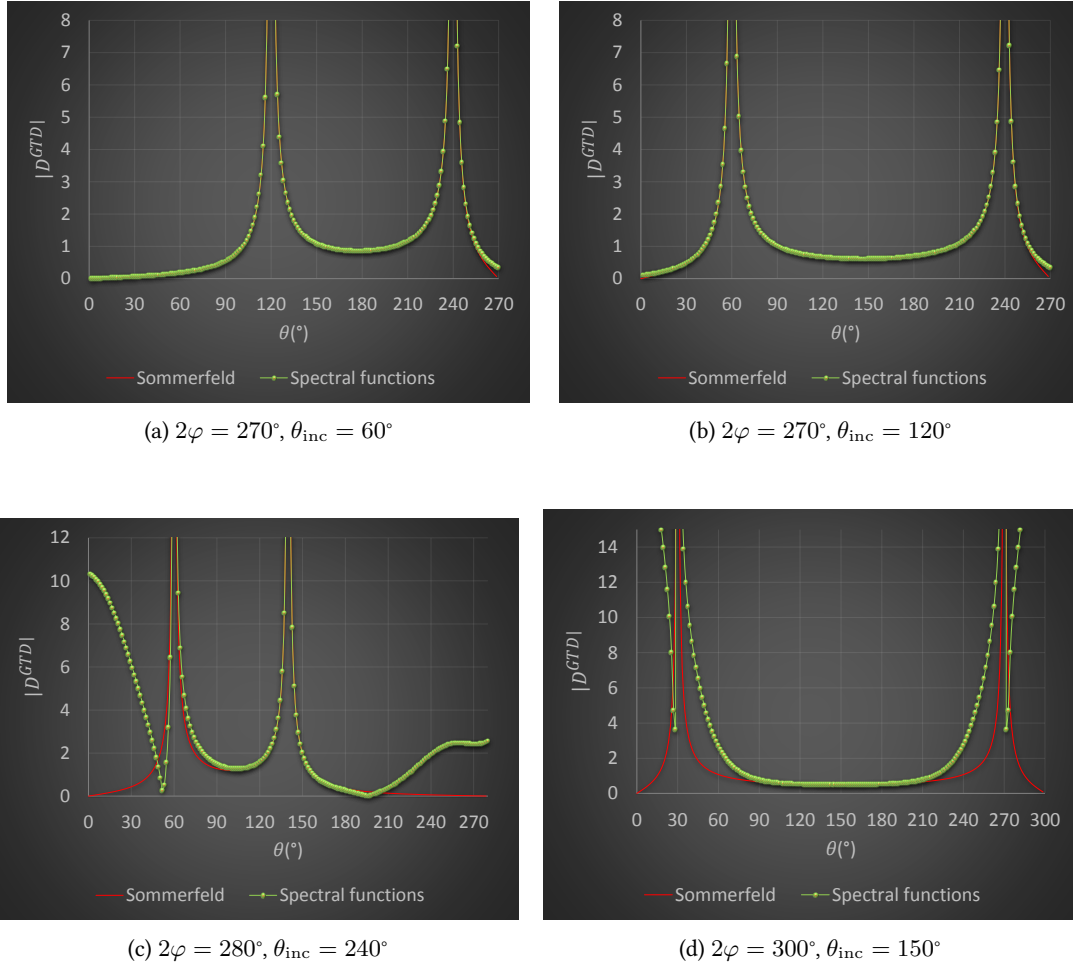 8
7
6
5
4
3
2
1
0
|D^{GTD}|
0 30 60 90 120 150 180 210 240 270
θ(°)
Sommerfeld Spectral functions
(a) 2φ = 270°, θ_inc = 60°
8
7
6
5
4
3
2
1
0
|D^{GTD}|
0 30 60 90 120 150 180 210 240 270
θ(°)
Sommerfeld Spectral functions
(b) 2φ = 270°, θ_inc = 120°
12
10
8
6
4
2
0
|D^{GTD}|
0 30 60 90 120 150 180 210 240 270
θ(°)
Sommerfeld Spectral functions
(c) 2φ = 280°, θ_inc = 240°
14
12
10
8
6
4
2
0
|D^{GTD}|
0 30 60 90 120 150 180 210 240 270 300
θ(°)
Sommerfeld Spectral functions
(d) 2φ = 300°, θ_inc = 150°